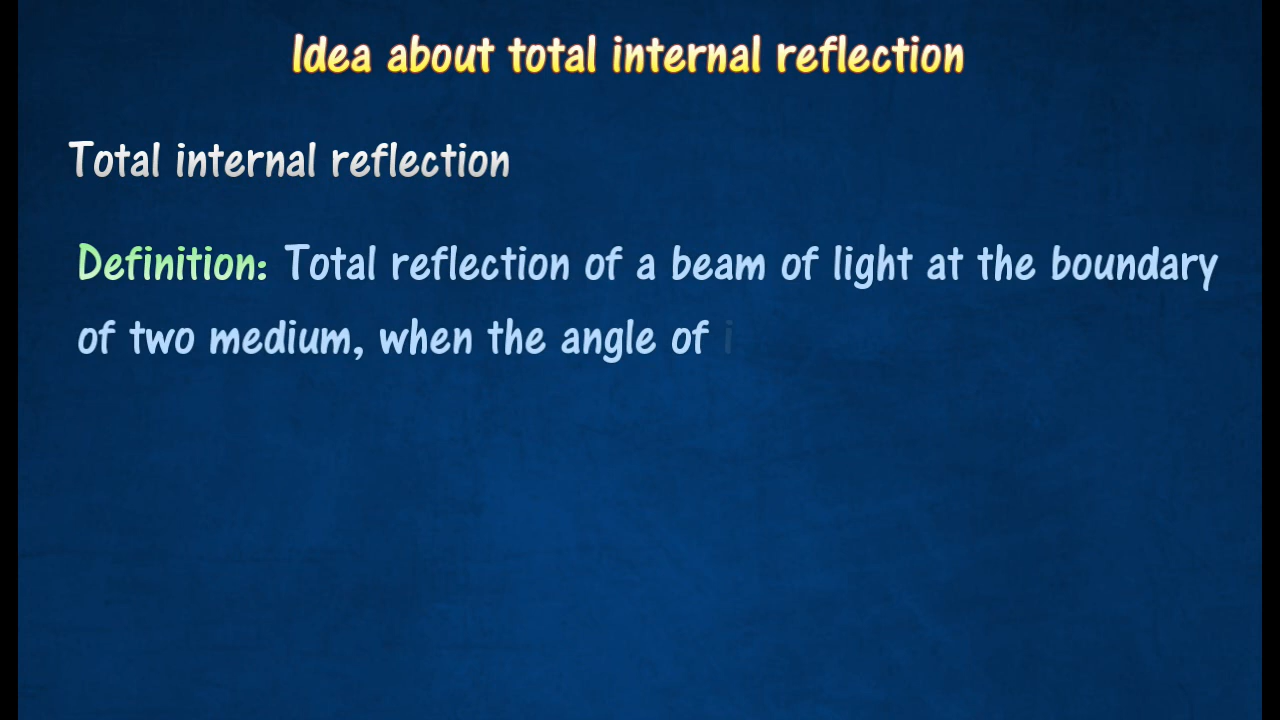 Idea about total internal reflection
Total internal reflection
Definition: Total reflection of a beam of light at the boundary
of two medium, when the angle of i